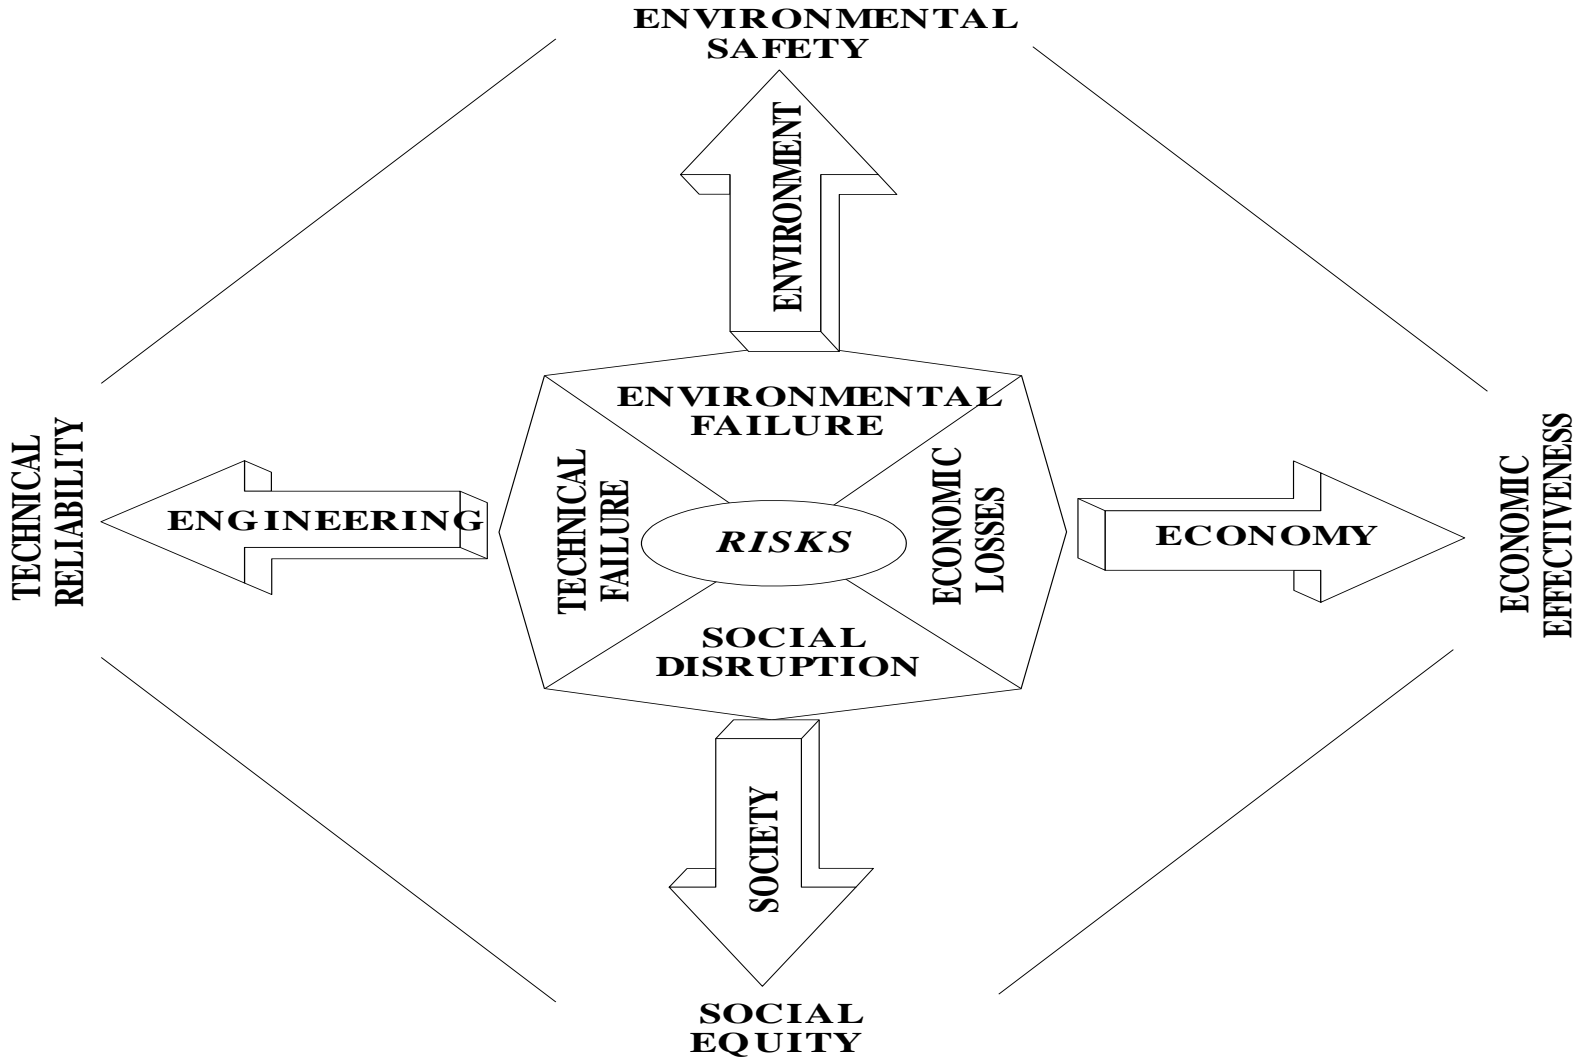 ENVIRONMENTAL
SAFETY
ENVIRONMENT
ENVIRONMENTAL
FAILURE
TECHNICAL
RELIABILITY
ENGINEERING
TECHNICAL
FAILURE
RISKS
ECONOMIC
LOSSES
ECONOMY
ECONOMIC
EFFECTIVENESS
SOCIAL
DISRUPTION
SOCIETY
SOCIAL
EQUITY